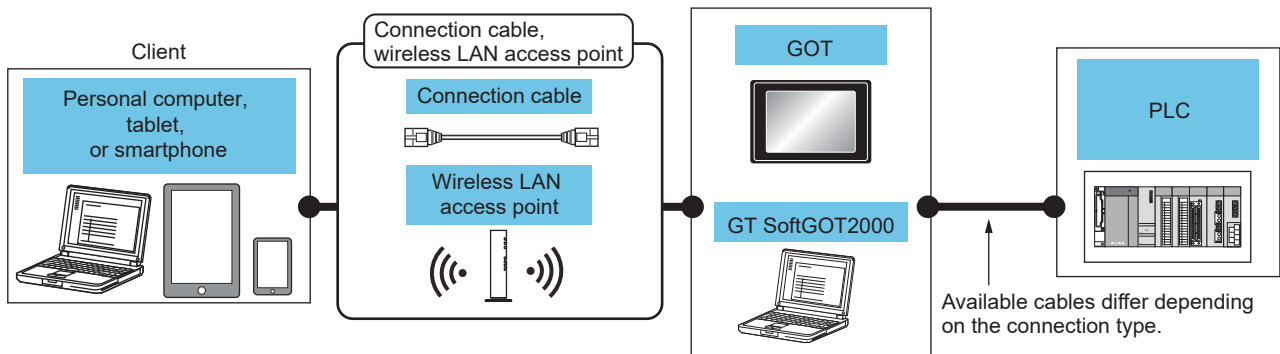 Client
Personal computer,
tablet,
or smartphone
Connection cable,
wireless LAN access point
Connection cable
Wireless LAN
access point
GOT
GT SoftGOT2000
PLC
Available cables differ depending
on the connection type.